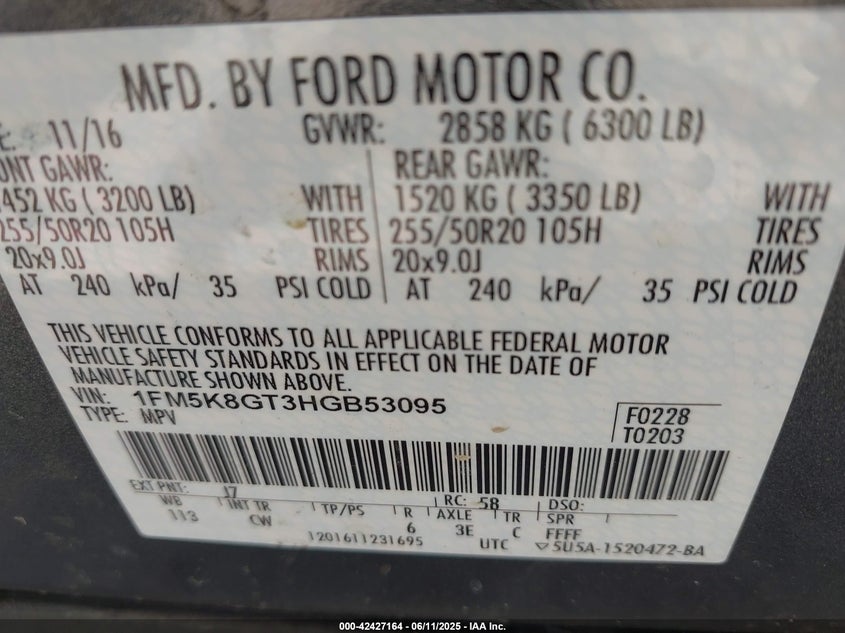 MFD. BY FORD MOTOR CO.
E: 11/16 GVWR: 2858 KG ( 6300 LB)
ONT GAWR: REAR GAWR:
1452 KG ( 3200 LB) WITH 1520 KG ( 3350 LB) WITH
255/50R20 105H TIRES 255/50R20 105H TIRES
20x9.0J RIMS 20x9.0J RIMS
AT 240 kPa/ 35 PSI COLD AT 240 kPa/ 35 PSI COLD
THIS VEHICLE CONFORMS TO ALL APPLICABLE FEDERAL MOTOR
VEHICLE SAFETY STANDARDS IN EFFECT ON THE DATE OF
MANUFACTURE SHOWN ABOVE.
VIN: 1FM5K8GT3HGB53095
TYPE: MPV
F0228
T0203
EXT PNT: J7 RC: 58 DSO:
WB INT TR TP/PS R AXLE TR SPR
113 CW 6 3E C FFFF
1201611231695 UTC ▽5U5A-1520472-BA
000-42427164 - 06/11/2025 - IAA Inc.